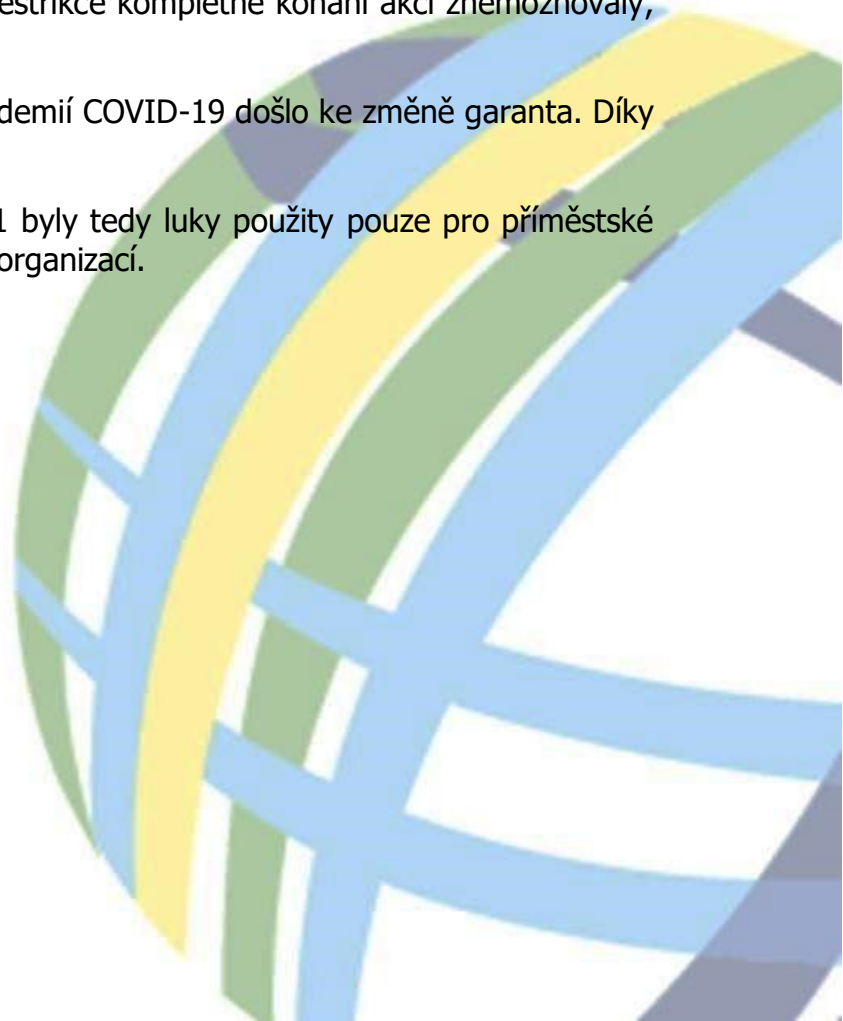 estrikce kompletně konání akcí znemožňovaly,
demií COVID-19 došlo ke změně garanta. Díky
1 byly tedy luky použity pouze pro příměstské
organizací.